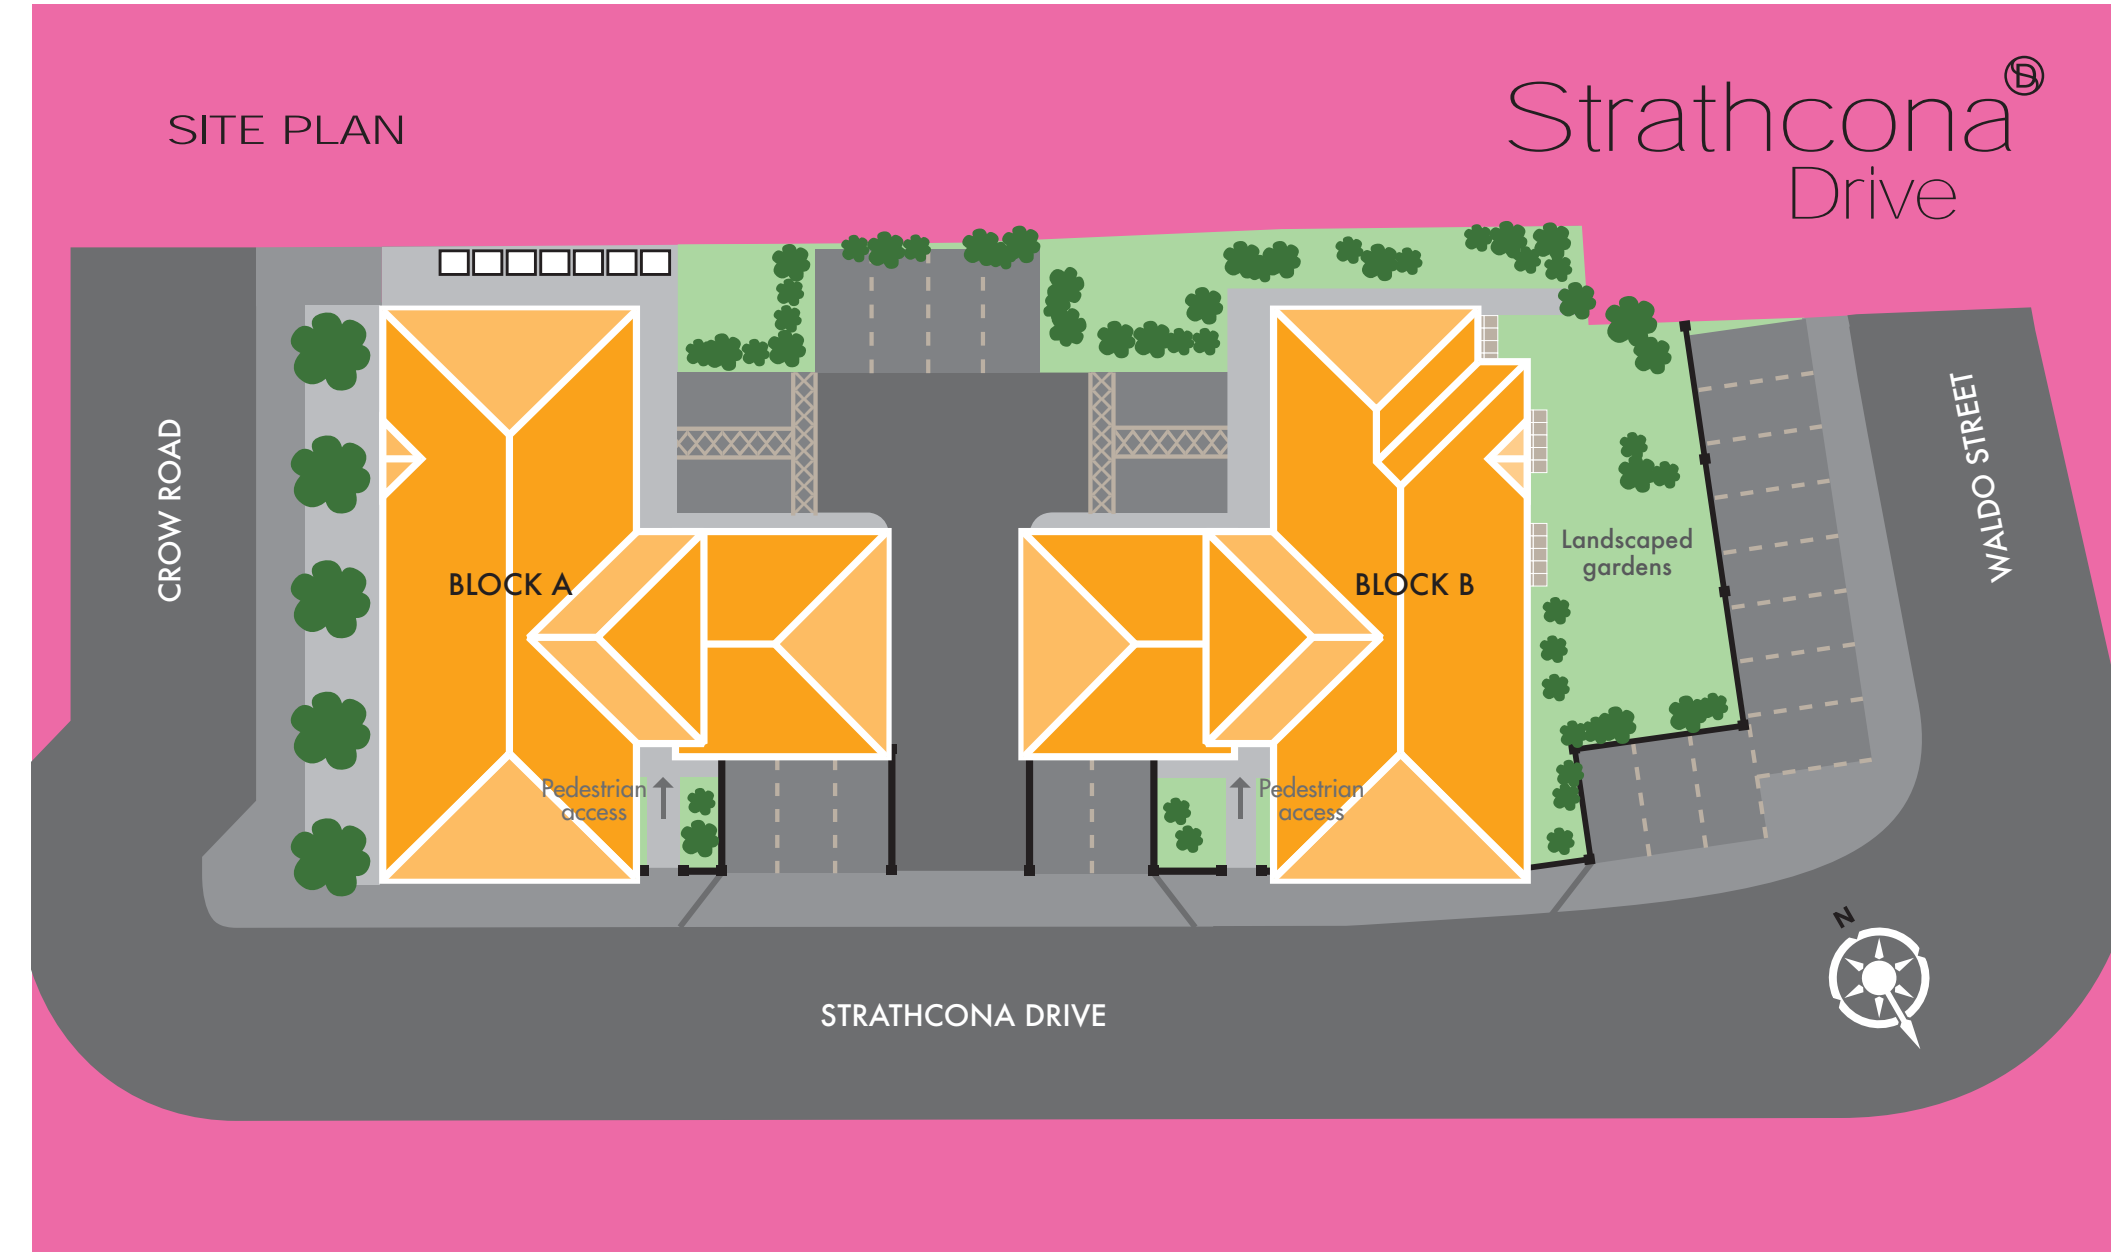 SITE PLAN
Strathcona
Drive
CROW ROAD
WALDO STREET
BLOCK A
BLOCK B
Landscaped
gardens
Pedestrian
access
Pedestrian
access
N
STRATHCONA DRIVE